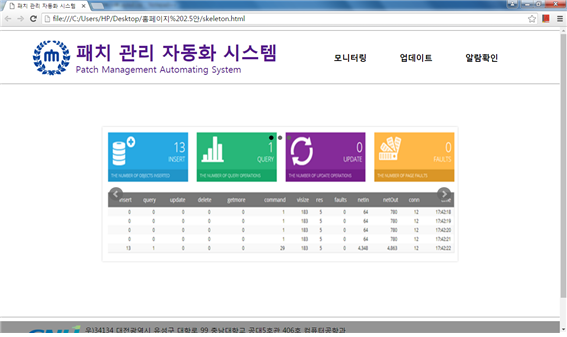 패치 관리 자동화 시스템
file:///C:/Users/HP/Desktop/홈페이지%202.5안/skeleton.html
패치 관리 자동화 시스템
Patch Management Automating System
모니터링 업데이트 알람확인
13 1 0 0
INSERT QUERY UPDATE FAULTS
THE NUMBER OF OBJECTS INSERTED THE NUMBER OF QUERY OPERATIONS THE NUMBER OF UPDATE OPERATIONS THE NUMBER OF PAGE FAULTS
insert query update delete getmore command vsize res faults netIn netOut conn
0 0 0 0 0 1 183 5 0 64 780 12 17:42:18
0 0 0 0 0 1 183 5 0 64 780 12 17:42:19
0 0 0 0 0 1 183 5 0 64 780 12 17:42:20
0 0 0 0 0 1 183 5 0 64 780 12 17:42:21
13 1 0 0 0 29 183 5 0 4,348 4,863 12 17:42:22
우)34134 대전광역시 유성구 대학로 99 충남대학교 공대5호관 406호 컴퓨터공학과